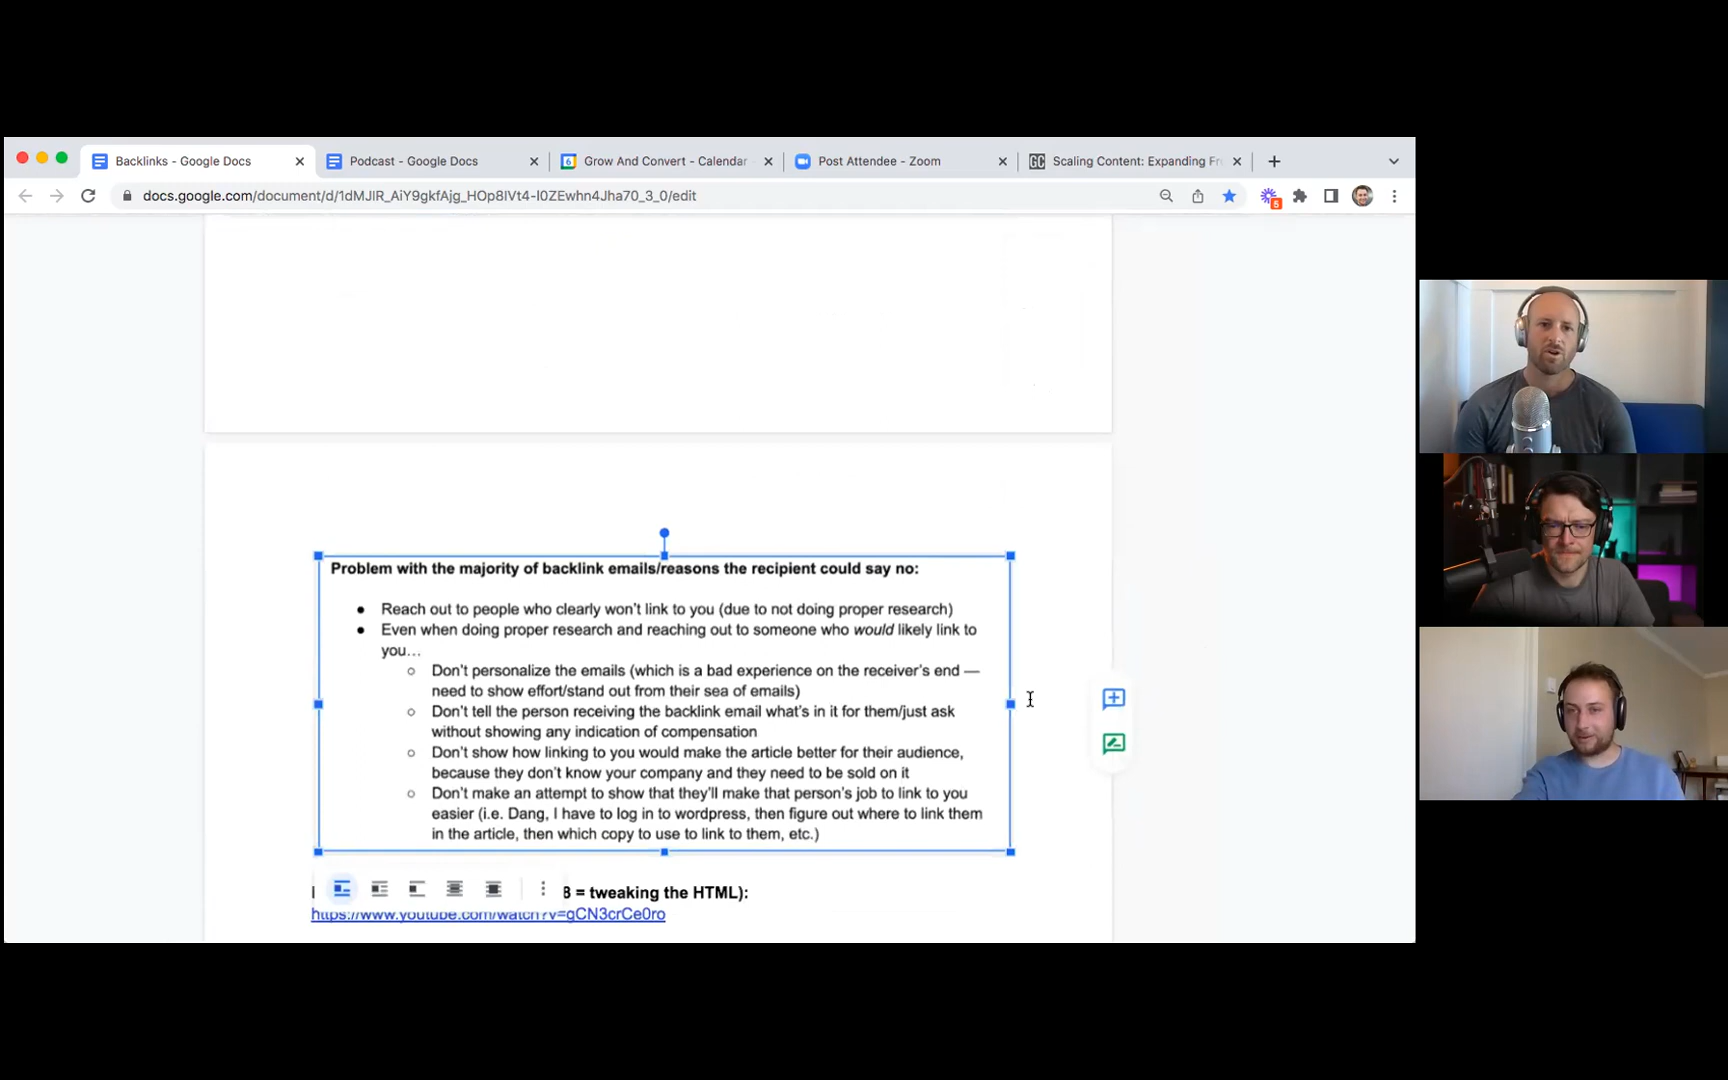 Backlinks - Google Docs
Podcast - Google Docs
6 Grow And Convert - Calendar
Post Attendee - Zoom
GC Scaling Content: Expanding Fr
docs.google.com/document/d/1dMJlR_AiY9gkfAjg_HOp8lVt4-I0ZEwhn4Jha70_3_0/edit
5
Problem with the majority of backlink emails/reasons the recipient could say no:
● Reach out to people who clearly won't link to you (due to not doing proper research)
● Even when doing proper research and reaching out to someone who would likely link to
you…
○ Don't personalize the emails (which is a bad experience on the receiver's end —
need to show effort/stand out from their sea of emails)
○ Don't tell the person receiving the backlink email what's in it for them/just ask
without showing any indication of compensation
○ Don't show how linking to you would make the article better for their audience,
because they don't know your company and they need to be sold on it
○ Don't make an attempt to show that they'll make that person's job to link to you
easier (i.e. Dang, I have to log in to wordpress, then figure out where to link them
in the article, then which copy to use to link to them, etc.)
= tweaking the HTML):
https://www.youtube.com/watch?v=gCN3crCe0ro